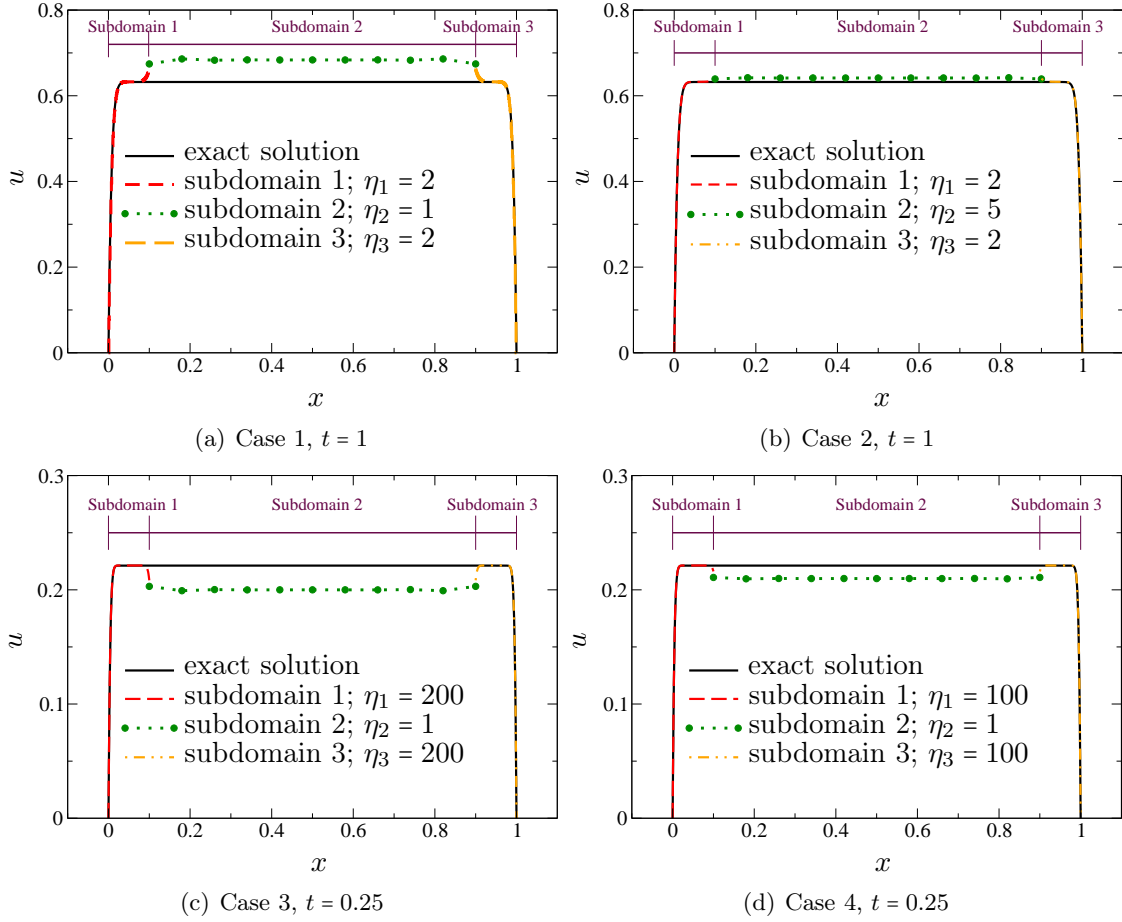 Subdomain 1 Subdomain 2 Subdomain 3
0.8
0.6
0.4
0.2
0
u
exact solution
subdomain 1; η₁ = 2
subdomain 2; η₂ = 1
subdomain 3; η₃ = 2
0 0.2 0.4 0.6 0.8 1
x
(a) Case 1, t = 1
Subdomain 1 Subdomain 2 Subdomain 3
0.8
0.6
0.4
0.2
0
u
exact solution
subdomain 1; η₁ = 2
subdomain 2; η₂ = 5
subdomain 3; η₃ = 2
0 0.2 0.4 0.6 0.8 1
x
(b) Case 2, t = 1
0.3
Subdomain 1 Subdomain 2 Subdomain 3
0.2
0.1
0
u
exact solution
subdomain 1; η₁ = 200
subdomain 2; η₂ = 1
subdomain 3; η₃ = 200
0 0.2 0.4 0.6 0.8 1
x
(c) Case 3, t = 0.25
0.3
Subdomain 1 Subdomain 2 Subdomain 3
0.2
0.1
0
u
exact solution
subdomain 1; η₁ = 100
subdomain 2; η₂ = 1
subdomain 3; η₃ = 100
0 0.2 0.4 0.6 0.8 1
x
(d) Case 4, t = 0.25